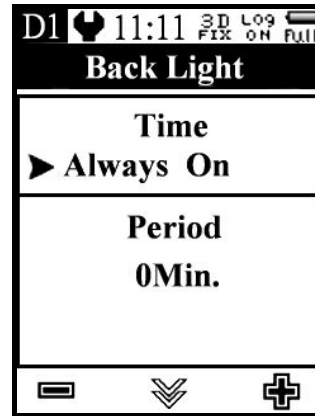 D1 11:11 3D FIX LOG ON Full
Back Light
Time
Always On
Period
0Min.